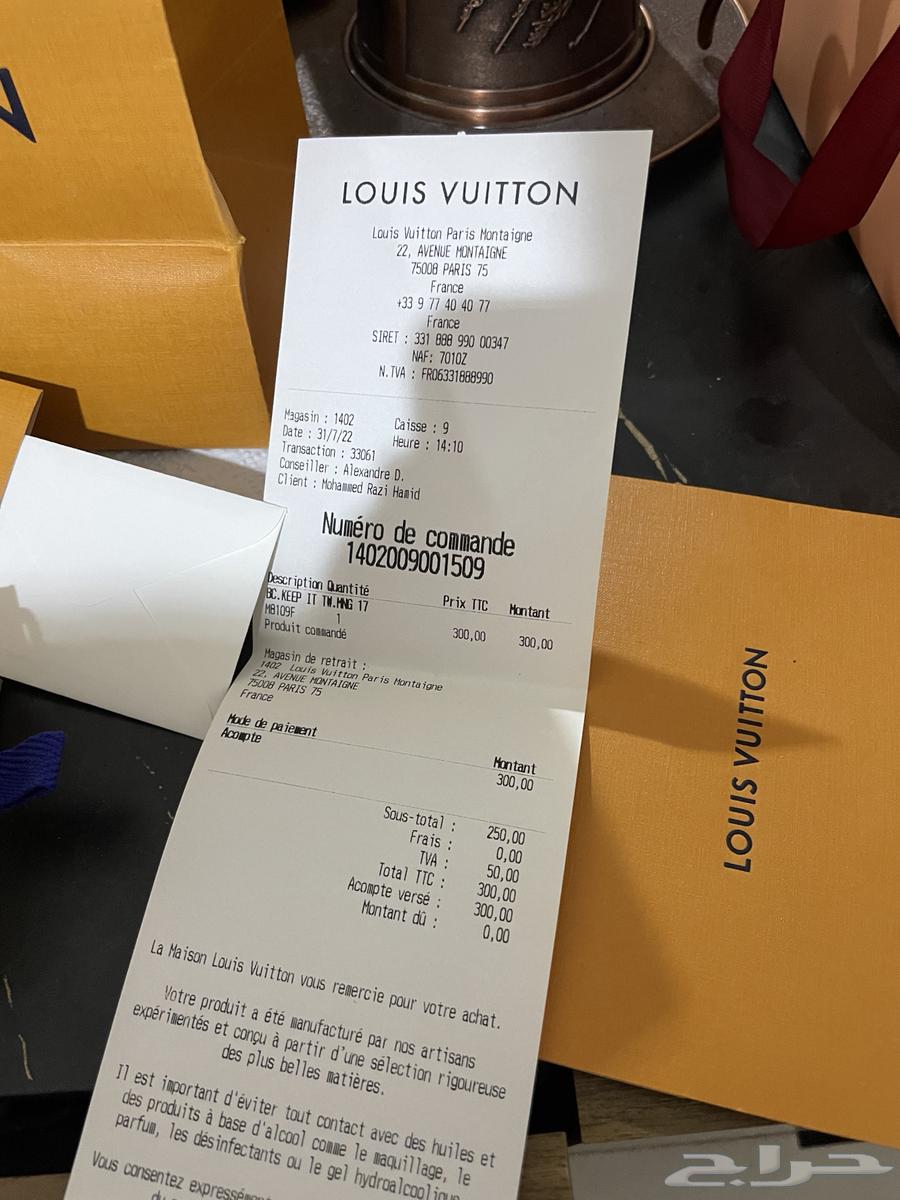 LOUIS VUITTON
Louis Vuitton Paris Montaigne
22, AVENUE MONTAIGNE
75008 PARIS 75
France
+33 9 77 40 40 77
France
SIRET : 331 888 990 00347
NAF: 7010Z
N.TVA : FR06331888990
Magasin : 1402 Caisse : 9
Date : 31/7/22 Heure : 14:10
Transaction : 33061
Conseiller : Alexandre D.
Client : Mohammed Razi Hamid
Numéro de commande
1402009001509
Description Quantité Prix TTC Montant
BC.KEEP IT TW.MNG 17
M8109F 1 300,00 300,00
Produit commandé
Magasin de retrait :
1402 Louis Vuitton Paris Montaigne
22, AVENUE MONTAIGNE
75008 PARIS 75
France
Mode de paiement Montant
Acompte 300,00
Sous-total : 250,00
Frais : 0,00
TVA : 50,00
Total TTC : 300,00
Acompte versé : 300,00
Montant dû : 0,00
La Maison Louis Vuitton vous remercie pour votre achat.
Votre produit a été manufacturé par nos artisans
expérimentés et conçu à partir d'une sélection rigoureuse
des plus belles matières.
Il est important d'éviter tout contact avec des huiles et
des produits à base d'alcool comme le maquillage, le
parfum, les désinfectants ou le gel hydroalcoolique
Vous consentez expressément
LOUIS VUITTON
حراج